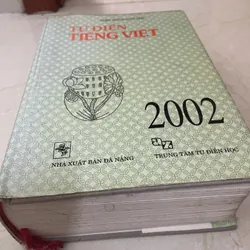 TỪ ĐIỂN
TIẾNG VIỆT
2002
NHÀ XUẤT BẢN ĐÀ NẴNG
TRUNG TÂM TỪ ĐIỂN HỌC